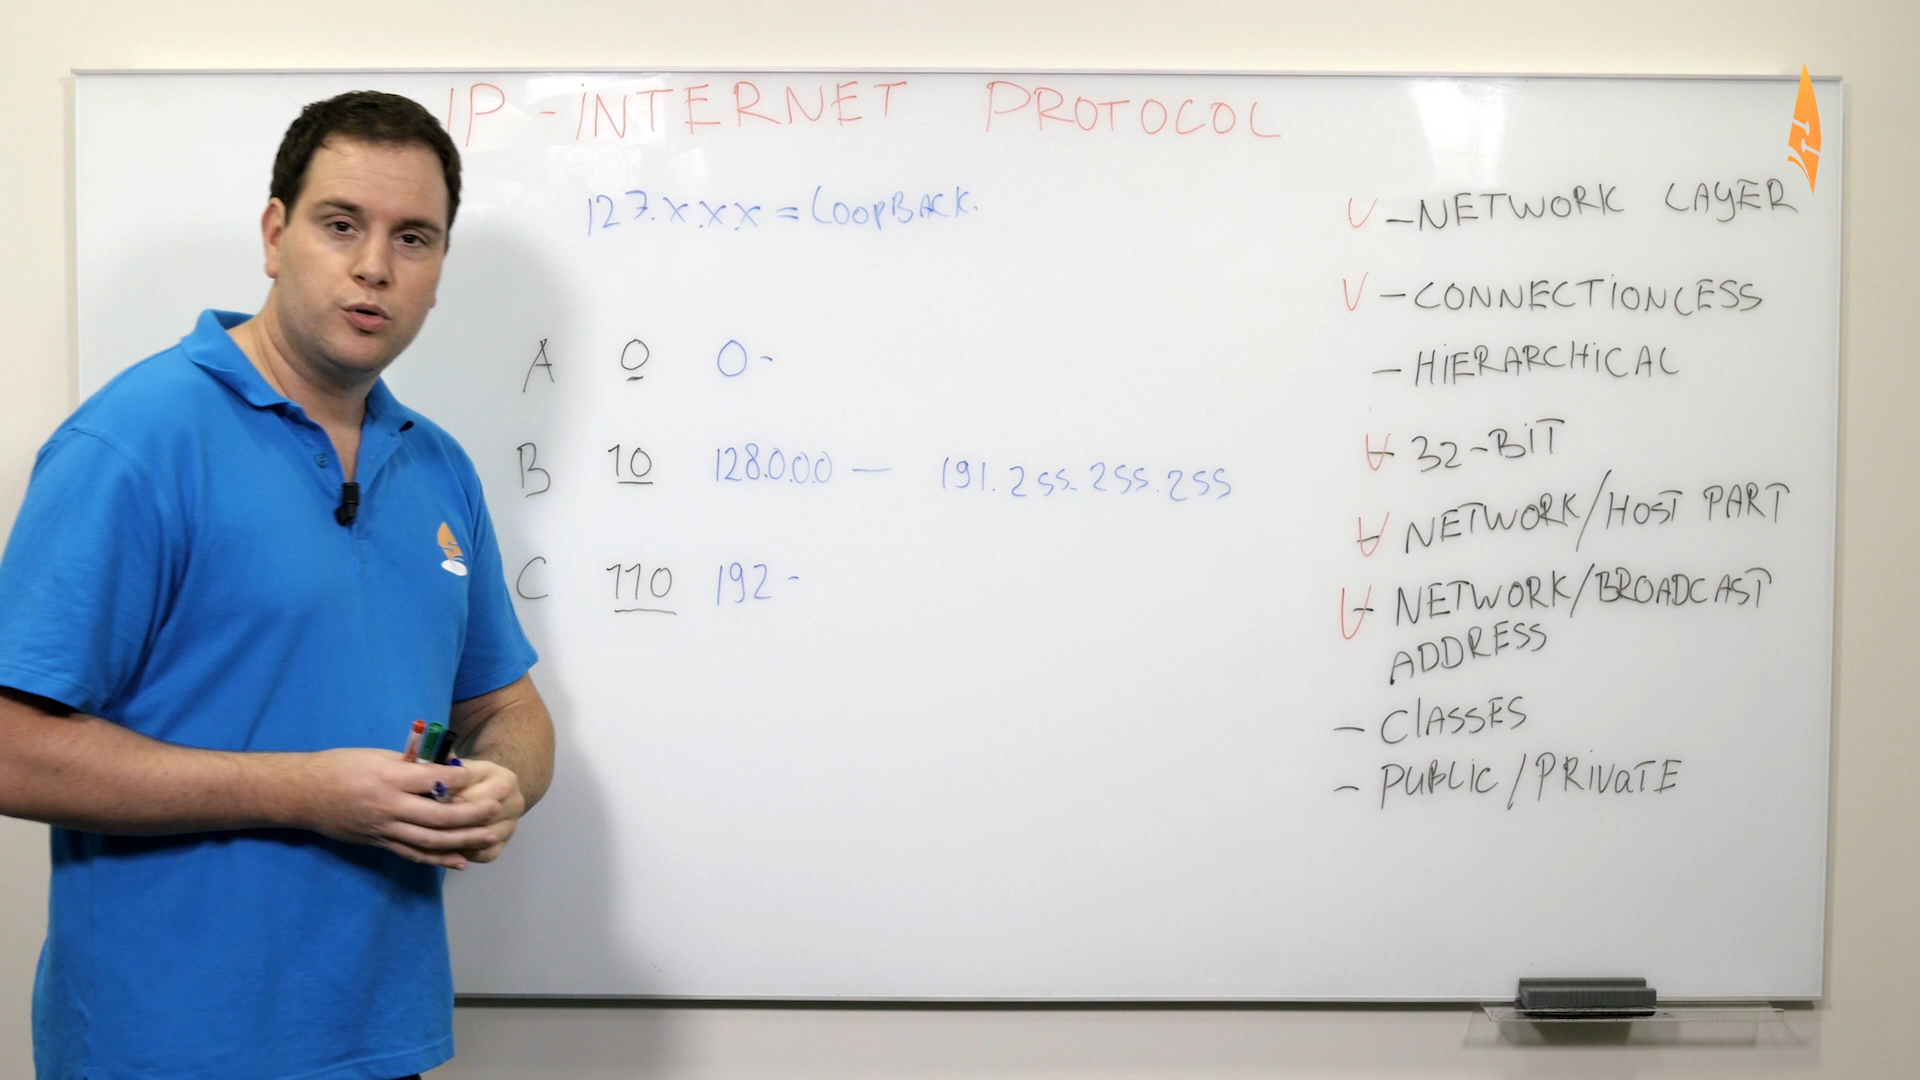 IP - INTERNET PROTOCOL
127.x.x.x = LOOPBACK.
A 0 0 -
B 10 128.0.0.0 — 191.255.255.255
C 110 192 -
V - NETWORK LAYER
V - CONNECTIONLESS
- HIERARCHICAL
V - 32-BIT
V - NETWORK/HOST PART
V - NETWORK/BROADCAST
ADDRESS
- CLASSES
- PUBLIC/PRIVATE